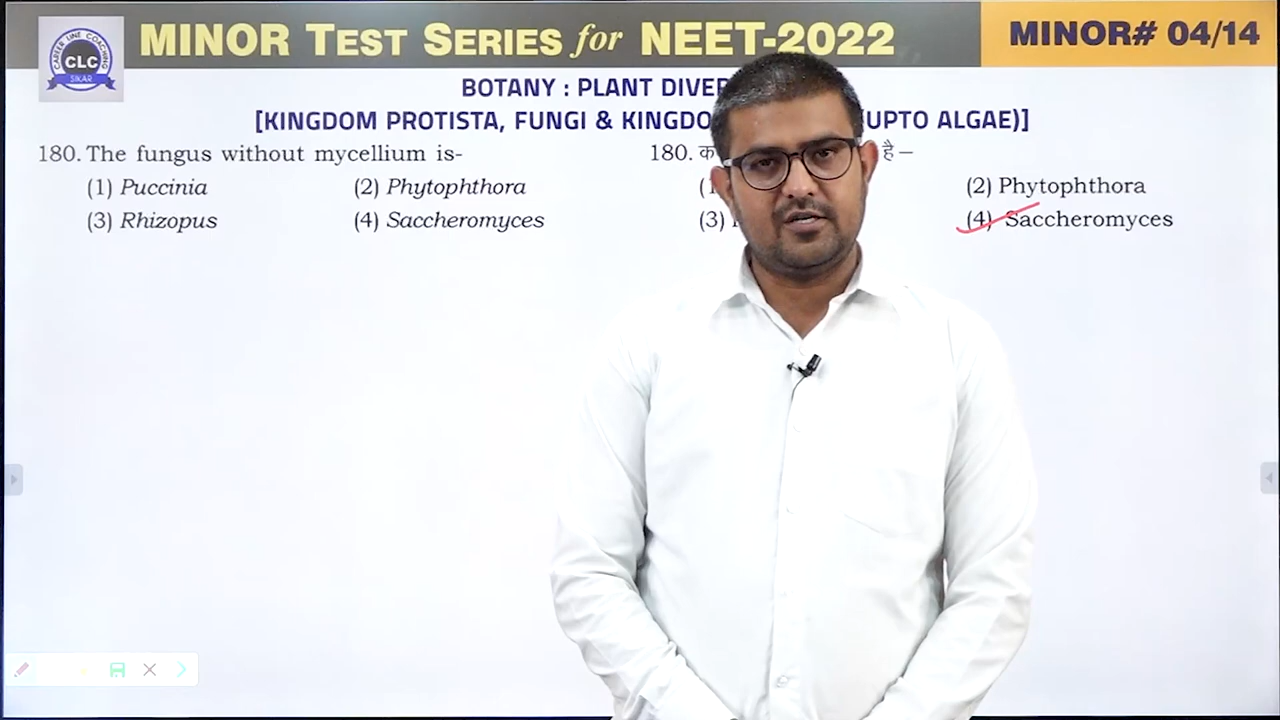 CAREER LINE COACHING
CLC
SIKAR
MINOR TEST SERIES for NEET-2022
MINOR# 04/14
BOTANY : PLANT
[KINGDOM PROTISTA, FUNGI & UPTO ALGAE)]
180. The fungus without mycellium is-
(1) Puccinia (2) Phytophthora
(3) Rhizopus (4) Saccheromyces
180. है –
(2) Phytophthora
(3) (4) Saccheromyces